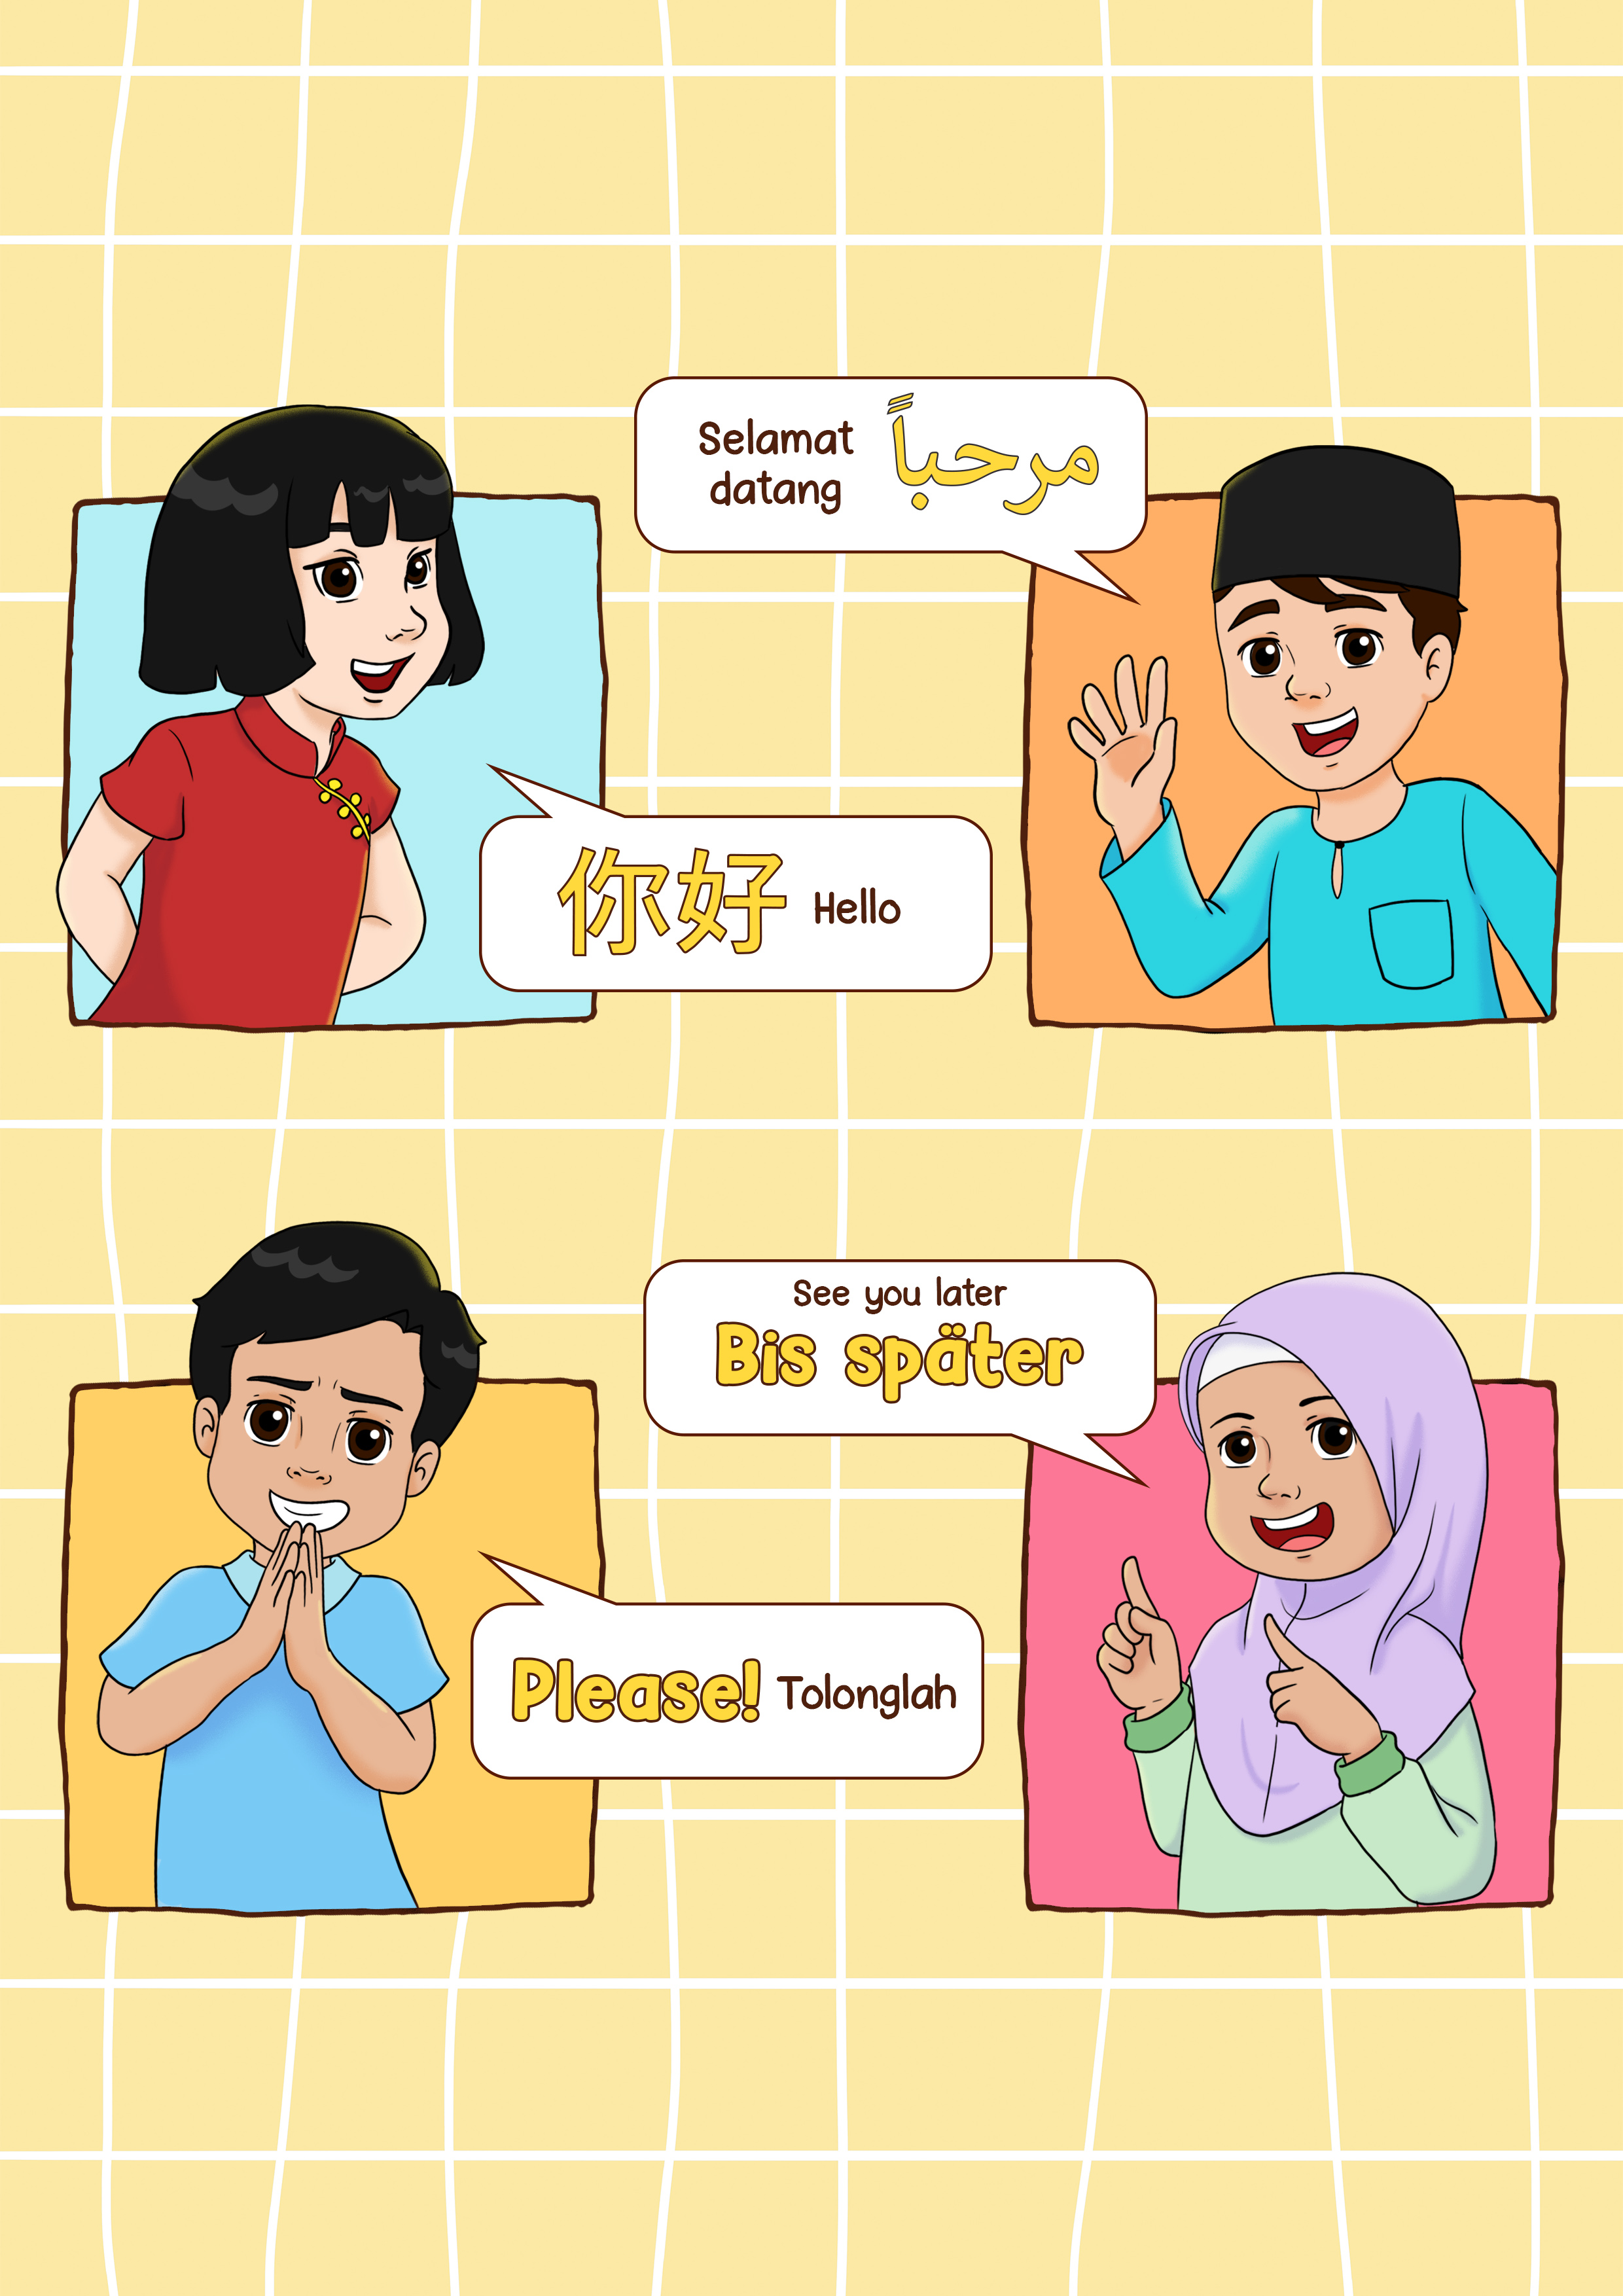 Selamat
datang
مرحباً
你好 Hello
See you later
Bis später
Please! Tolonglah